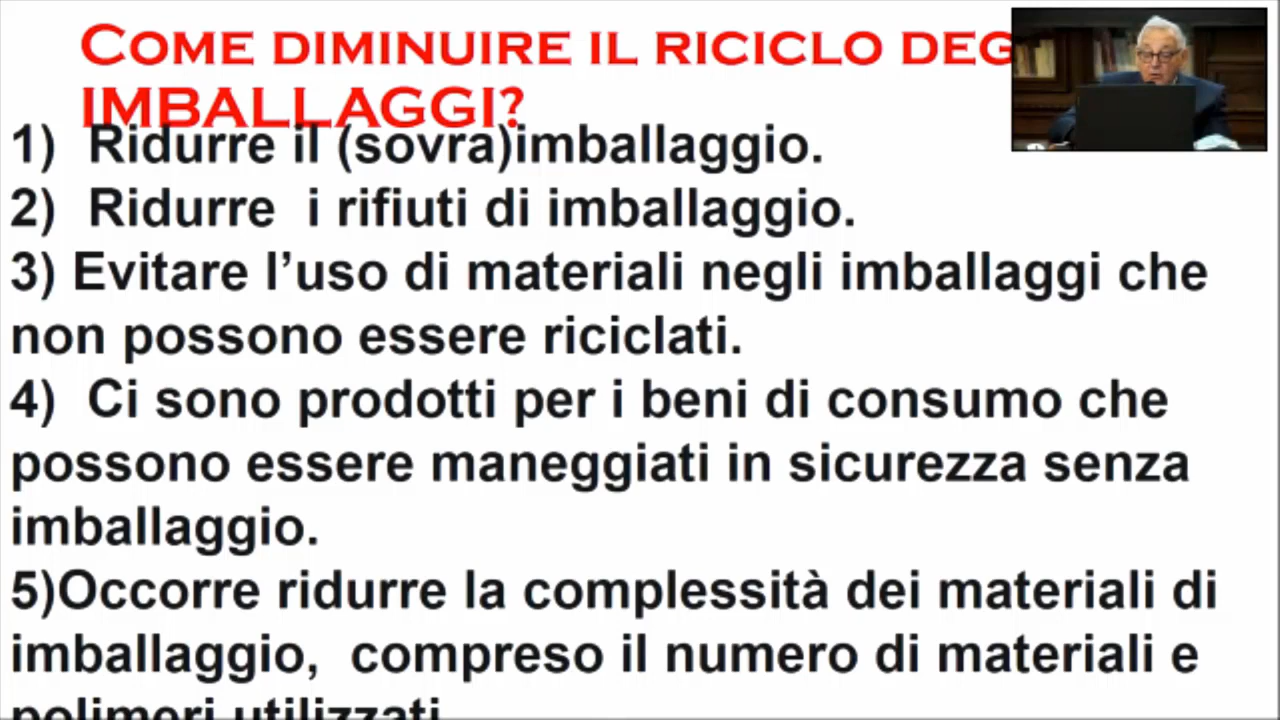 COME DIMINUIRE IL RICICLO DEG
IMBALLAGGI?
1)  Ridurre il (sovra)imballaggio.
2)  Ridurre  i rifiuti di imballaggio.
3) Evitare l’uso di materiali negli imballaggi che
non possono essere riciclati.
4)  Ci sono prodotti per i beni di consumo che
possono essere maneggiati in sicurezza senza
imballaggio.
5)Occorre ridurre la complessità dei materiali di
imballaggio,  compreso il numero di materiali e
polimeri utilizzati